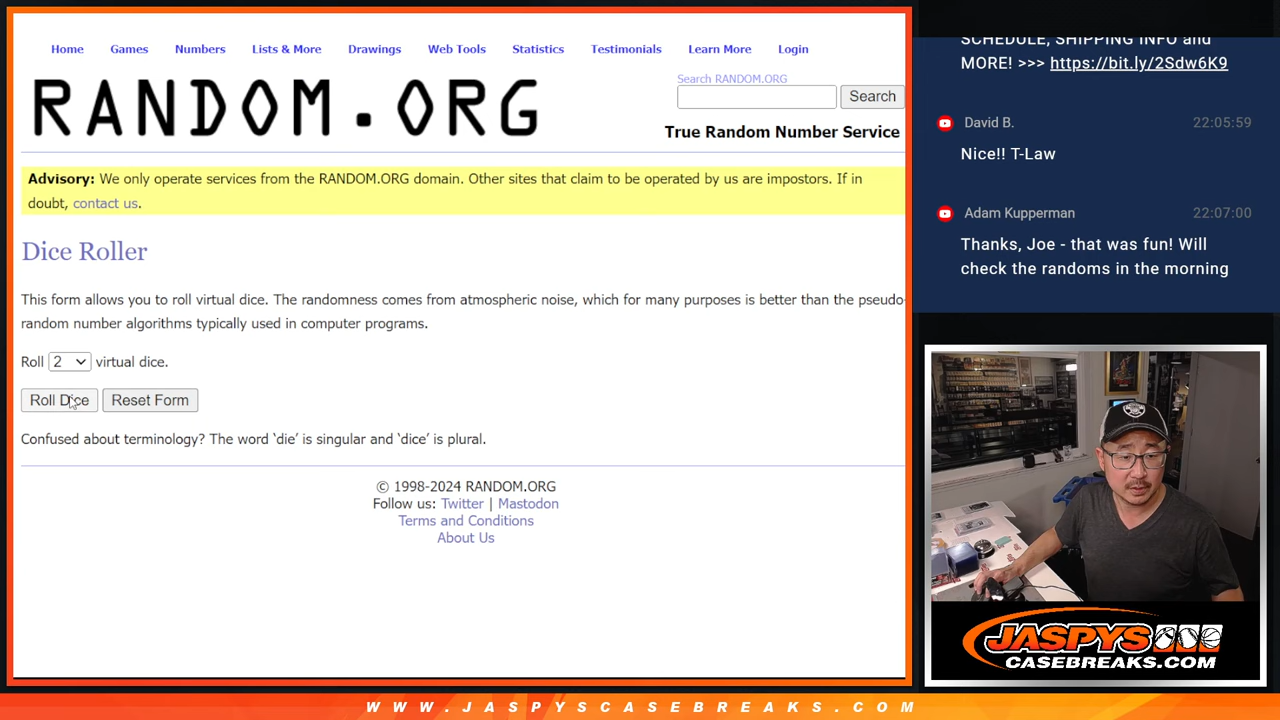 Home Games Numbers Lists & More Drawings Web Tools Statistics Testimonials Learn More Login
RANDOM.ORG
Search RANDOM.ORG
Search
True Random Number Service
Advisory: We only operate services from the RANDOM.ORG domain. Other sites that claim to be operated by us are impostors. If in
doubt, contact us.
Dice Roller
This form allows you to roll virtual dice. The randomness comes from atmospheric noise, which for many purposes is better than the pseudo-
random number algorithms typically used in computer programs.
Roll 2 virtual dice.
Roll Dice Reset Form
Confused about terminology? The word ‘die’ is singular and ‘dice’ is plural.
© 1998-2024 RANDOM.ORG
Follow us: Twitter | Mastodon
Terms and Conditions
About Us
SCHEDULE, SHIPPING INFO and
MORE! >>> https://bit.ly/2Sdw6K9
David B. 22:05:59
Nice!! T-Law
Adam Kupperman 22:07:00
Thanks, Joe - that was fun! Will
check the randoms in the morning
JASPYS
CASEBREAKS.COM
WWW.JASPYSCASEBREAKS.COM